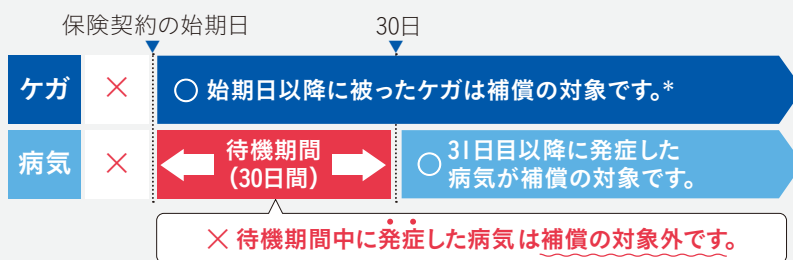 保険契約の始期日
30日
ケガ
×
○ 始期日以降に被ったケガは補償の対象です。*
病気
×
待機期間
(30日間)
○ 31日目以降に発症した
病気が補償の対象です。
× 待機期間中に発症した病気は補償の対象外です。